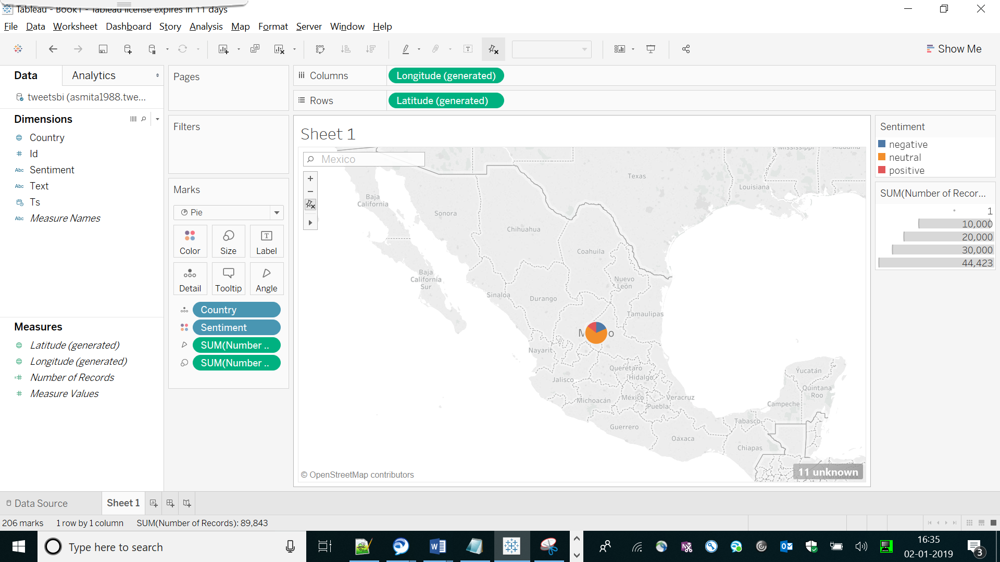 Tableau - Book1 - Tableau license expires in 11 days
File Data Worksheet Dashboard Story Analysis Map Format Server Window Help
Show Me
Data Analytics
tweetsbi (asmita1988.twe...
Dimensions
Country
Id
Abc Sentiment
Abc Text
Ts
Abc Measure Names
Measures
Latitude (generated)
Longitude (generated)
Number of Records
Measure Values
Pages
Filters
Marks
Pie
Color Size Label
Detail Tooltip Angle
Country
Sentiment
SUM(Number ..
SUM(Number ..
Columns Longitude (generated)
Rows Latitude (generated)
Sheet 1
Mexico
Mississippi
Alabama
Texas
Louisiana
Baja
California
Sonora
Chihuahua
Coahuila
Baja
California
Sur
Nuevo
León
Sinaloa
Durango
Tamaulipas
Nayarit
Querétaro
Hidalgo
Jalisco
Michoacán
México
Puebla
Veracruz
Guerrero
Oaxaca
Yucatán
Quintana
Roo
Campeche
Tabasco
Chiapas
© OpenStreetMap contributors
11 unknown
Sentiment
negative
neutral
positive
SUM(Number of Recor...
1
10,000
20,000
30,000
44,423
Data Source Sheet 1
206 marks 1 row by 1 column SUM(Number of Records): 89,843
Type here to search
16:35
02-01-2019
3